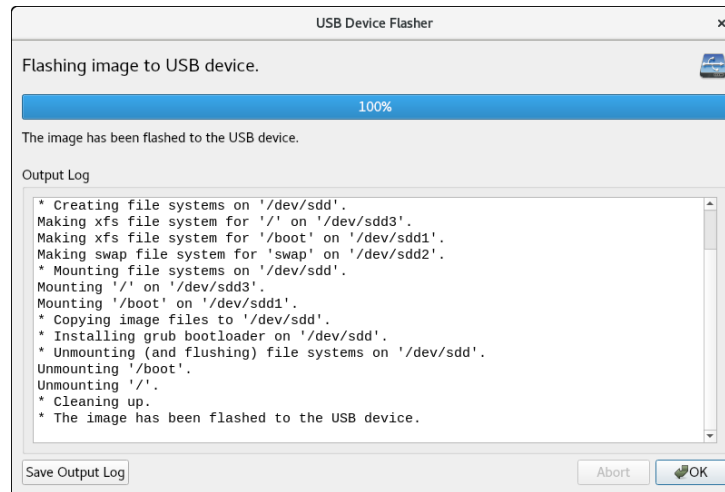 USB Device Flasher
Flashing image to USB device.
100%
The image has been flashed to the USB device.
Output Log
* Creating file systems on '/dev/sdd'.
Making xfs file system for '/' on '/dev/sdd3'.
Making xfs file system for '/boot' on '/dev/sdd1'.
Making swap file system for 'swap' on '/dev/sdd2'.
* Mounting file systems on '/dev/sdd'.
Mounting '/' on '/dev/sdd3'.
Mounting '/boot' on '/dev/sdd1'.
* Copying image files to '/dev/sdd'.
* Installing grub bootloader on '/dev/sdd'.
* Unmounting (and flushing) file systems on '/dev/sdd'.
Unmounting '/boot'.
Unmounting '/'.
* Cleaning up.
* The image has been flashed to the USB device.
Save Output Log
Abort
OK